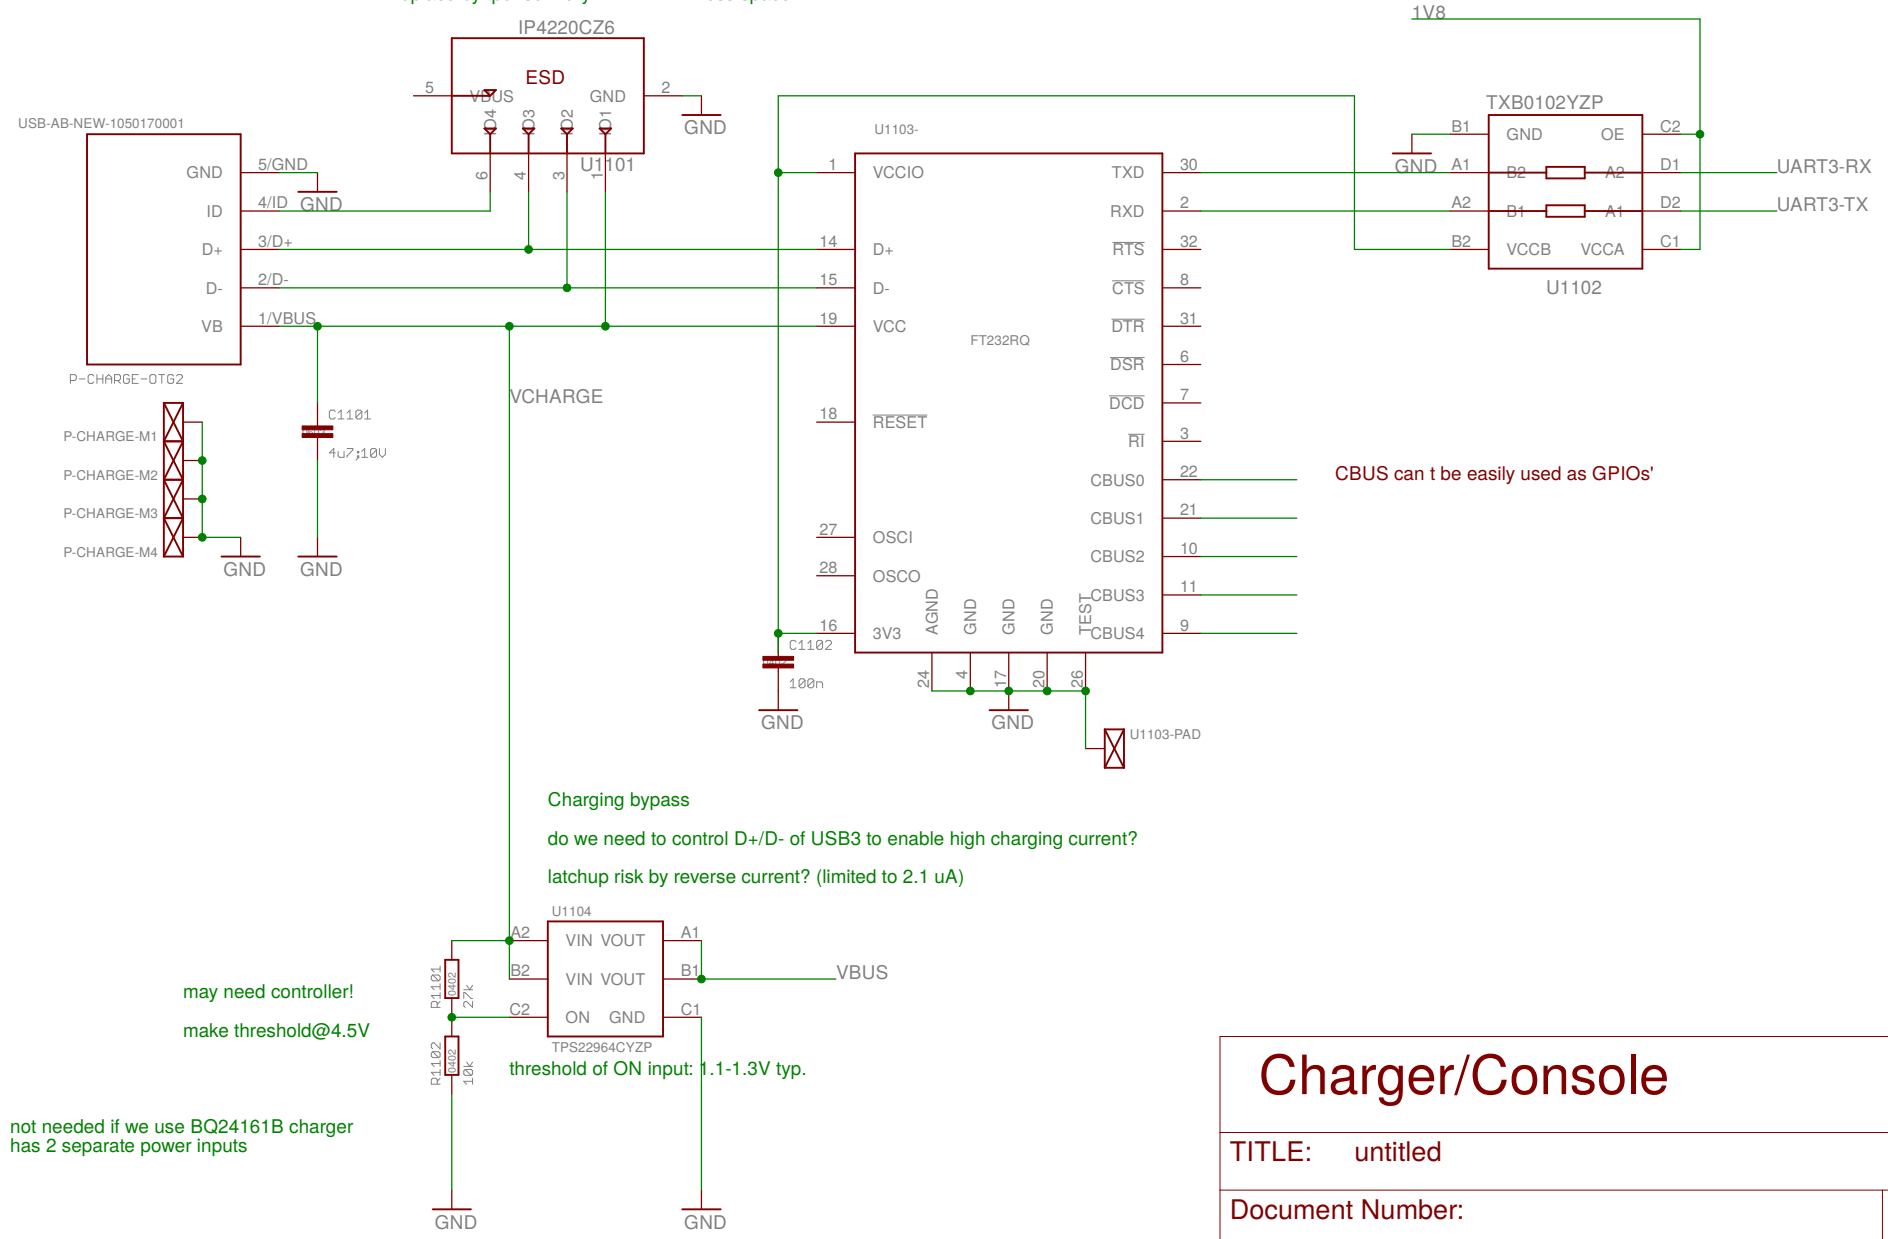 1V8
IP4220CZ6
ESD
5
VBUS
GND
2
D4
D3
D2
D1
GND
U1101
6
4
3
1
USB-AB-NEW-1050170001
GND
5/GND
GND
ID
4/ID
D+
3/D+
D-
2/D-
VB
1/VBUS
P-CHARGE-OTG2
P-CHARGE-M1
P-CHARGE-M2
P-CHARGE-M3
P-CHARGE-M4
GND
C1101
4u7;10V
GND
VCHARGE
U1103-
1
VCCIO
TXD
30
RXD
2
14
D+
RTS
32
15
D-
CTS
8
19
VCC
DTR
31
FT232RQ
DSR
6
DCD
7
18
RESET
RI
3
CBUS0
22
CBUS1
21
27
OSCI
CBUS2
10
28
OSCO
CBUS3
11
16
3V3
CBUS4
9
AGND
GND
GND
GND
TEST
24
4
17
20
26
GND
U1103-PAD
C1102
100n
GND
TXB0102YZP
B1
GND
OE
C2
GND
A1
B2
A2
D1
UART3-RX
A2
B1
A1
D2
UART3-TX
B2
VCCB
VCCA
C1
U1102
CBUS can t be easily used as GPIOs'
Charging bypass
do we need to control D+/D- of USB3 to enable high charging current?
latchup risk by reverse current? (limited to 2.1 uA)
U1104
A2
VIN
VOUT
A1
B2
VIN
VOUT
B1
VBUS
C2
ON
GND
C1
TPS22964CYZP
threshold of ON input: 1.1-1.3V typ.
R1101
0402
27k
R1102
0402
10k
may need controller!
make threshold@4.5V
not needed if we use BQ24161B charger
has 2 separate power inputs
GND
GND
Charger/Console
TITLE: untitled
Document Number: